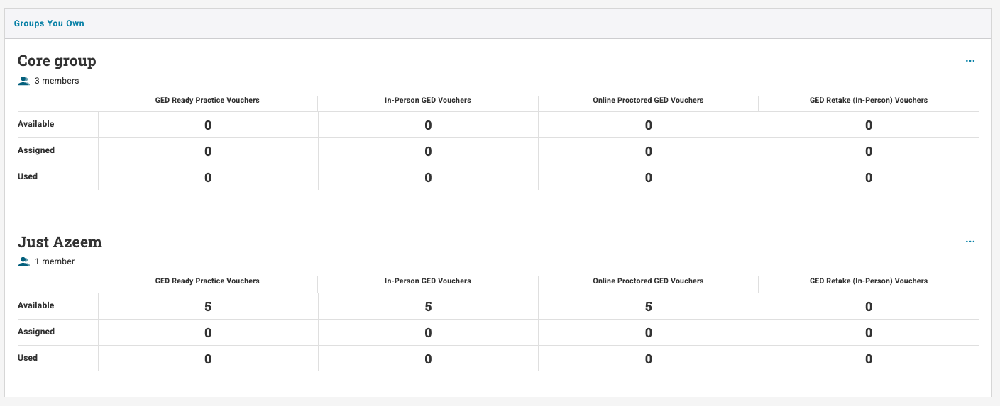 Groups You Own
Core group
...
3 members
GED Ready Practice Vouchers In-Person GED Vouchers Online Proctored GED Vouchers GED Retake (In-Person) Vouchers
Available 0 0 0 0
Assigned 0 0 0 0
Used 0 0 0 0
Just Azeem
...
1 member
GED Ready Practice Vouchers In-Person GED Vouchers Online Proctored GED Vouchers GED Retake (In-Person) Vouchers
Available 5 5 5 0
Assigned 0 0 0 0
Used 0 0 0 0